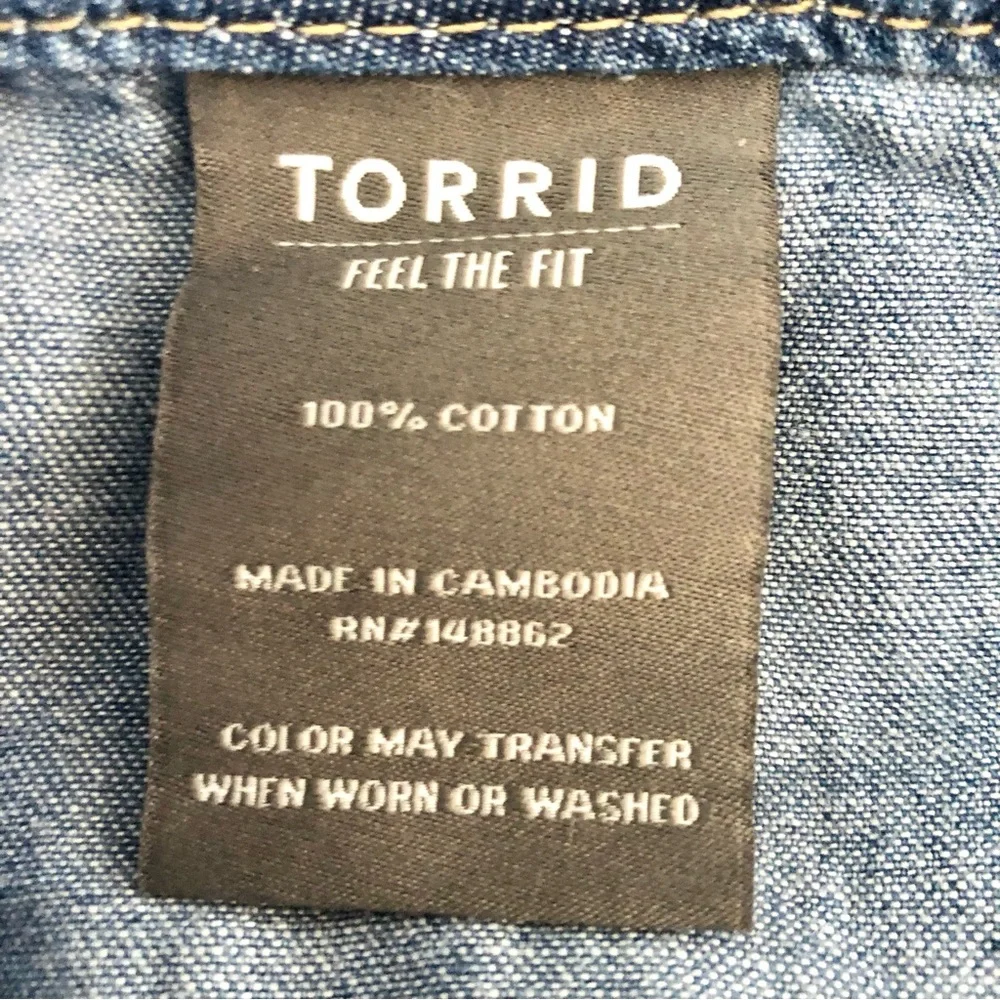 TORRID
FEEL THE FIT
100% COTTON
MADE IN CAMBODIA
RN#148862
COLOR MAY TRANSFER
WHEN WORN OR WASHED